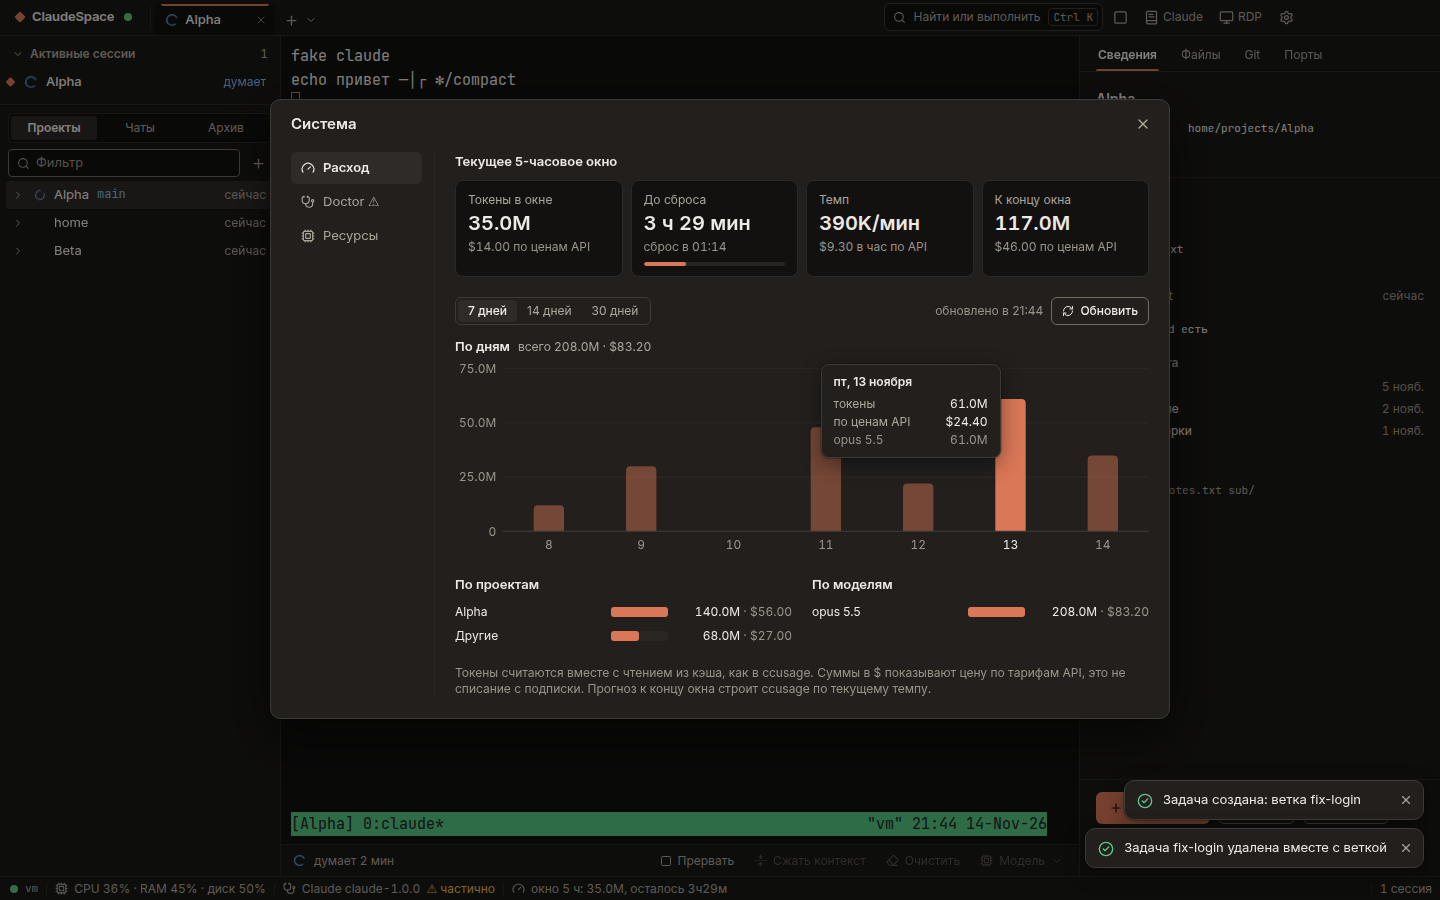 ClaudeSpace
Alpha
Найти или выполнить Ctrl K
Claude
RDP
Активные сессии 1
Alpha думает
Проекты Чаты Архив
Фильтр
Alpha main сейчас
home сейчас
Beta сейчас
fake claude
echo привет ─│┌ ✻/compact
Сведения Файлы Git Порты
Alpha
home/projects/Alpha
сейчас
есть
5 нояб.
2 нояб.
1 нояб.
sub/
Система
Расход
Doctor ⚠
Ресурсы
Текущее 5-часовое окно
Токены в окне
35.0M
$14.00 по ценам API
До сброса
3 ч 29 мин
сброс в 01:14
Темп
390K/мин
$9.30 в час по API
К концу окна
117.0M
$46.00 по ценам API
7 дней 14 дней 30 дней
обновлено в 21:44 Обновить
По дням всего 208.0M · $83.20
75.0M
50.0M
25.0M
0
пт, 13 ноября
токены 61.0M
по ценам API $24.40
opus 5.5 61.0M
8 9 10 11 12 13 14
По проектам
Alpha 140.0M · $56.00
Другие 68.0M · $27.00
По моделям
opus 5.5 208.0M · $83.20
Токены считаются вместе с чтением из кэша, как в ccusage. Суммы в $ показывают цену по тарифам API, это не
списание с подписки. Прогноз к концу окна строит ccusage по текущему темпу.
[Alpha] 0:claude* "vm" 21:44 14-Nov-26
думает 2 мин Прервать Сжать контекст Очистить Модель
Задача создана: ветка fix-login
Задача fix-login удалена вместе с веткой
vm CPU 36% · RAM 45% · диск 50% Claude claude-1.0.0 ⚠ частично окно 5 ч: 35.0M, осталось 3ч29м 1 сессия